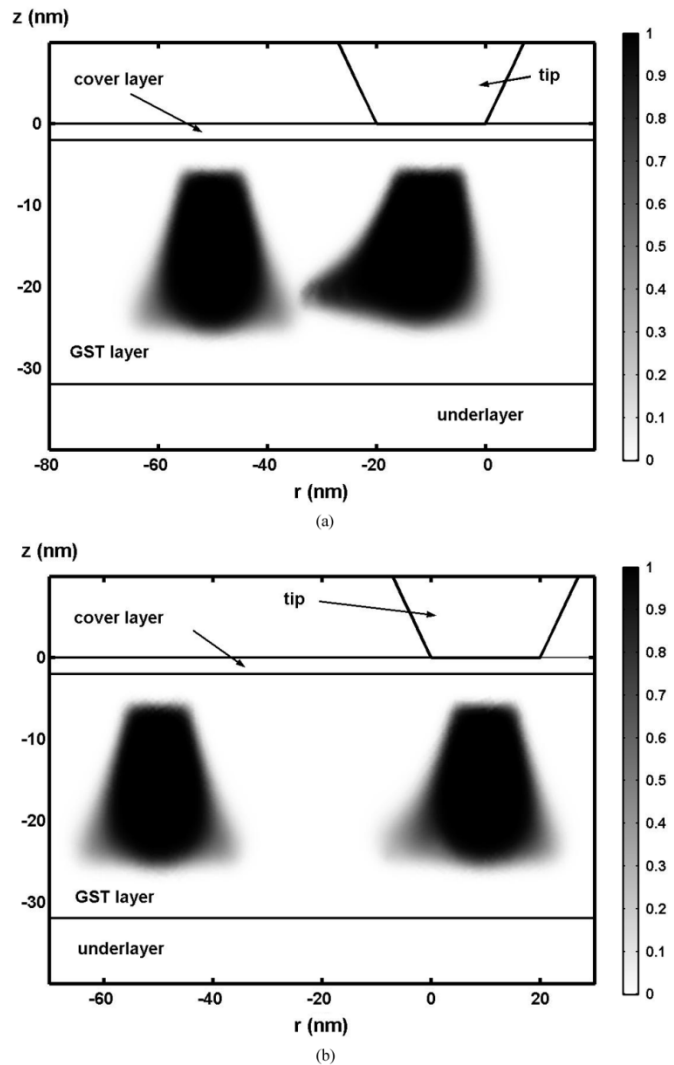 z (nm)
cover layer
tip
0
-10
-20
-30
GST layer
underlayer
-80
-60
-40
-20
0
r (nm)
1
0.9
0.8
0.7
0.6
0.5
0.4
0.3
0.2
0.1
0
(a)
z (nm)
tip
cover layer
0
-10
-20
-30
GST layer
underlayer
-60
-40
-20
0
20
r (nm)
1
0.9
0.8
0.7
0.6
0.5
0.4
0.3
0.2
0.1
0
(b)